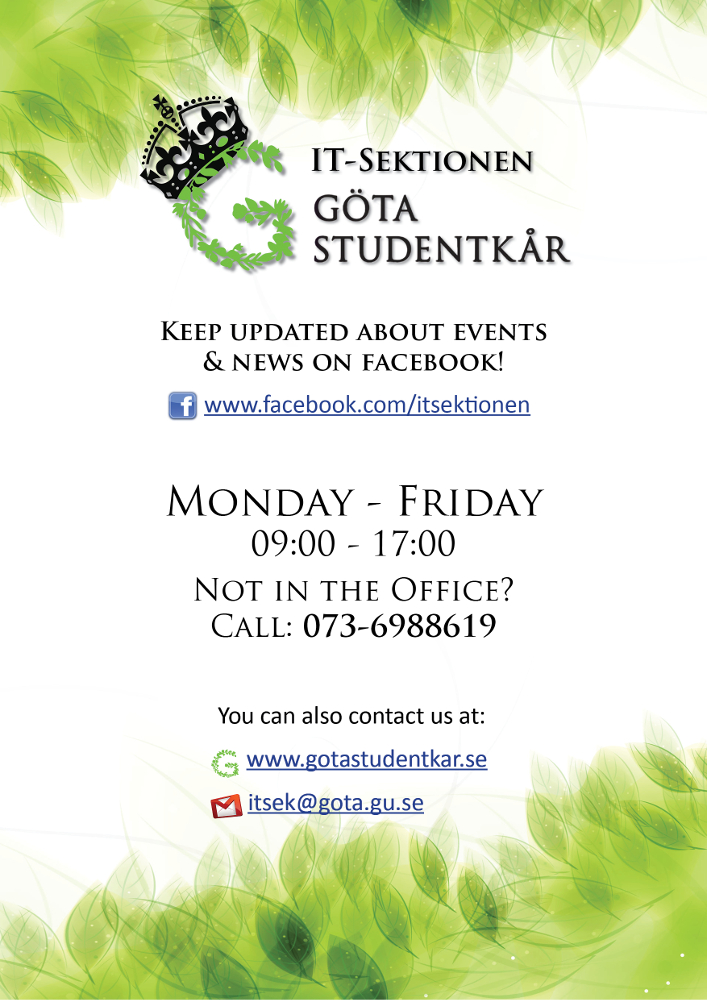 IT-Sektionen
GÖTA
STUDENTKÅR
Keep updated about events
& news on facebook!
f www.facebook.com/itsektionen
Monday - Friday
09:00 - 17:00
Not in the Office?
Call: 073-6988619
You can also contact us at:
www.gotastudentkar.se
itsek@gota.gu.se